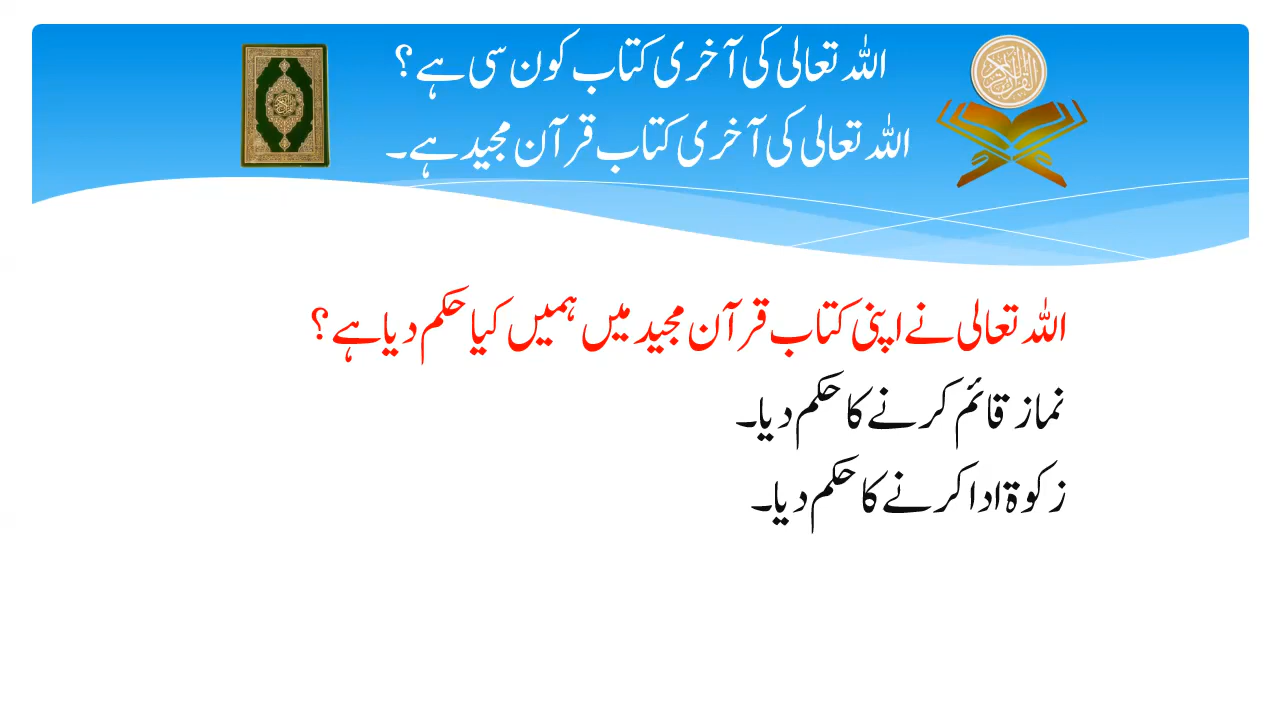 اللہ تعالی کی آخری کتاب کون سی ہے؟
اللہ تعالی کی آخری کتاب قرآن مجید ہے۔
اللہ تعالی نے اپنی کتاب قرآن مجید میں ہمیں کیا حکم دیا ہے؟
نماز قائم کرنے کا حکم دیا۔
زکوۃ ادا کرنے کا حکم دیا۔